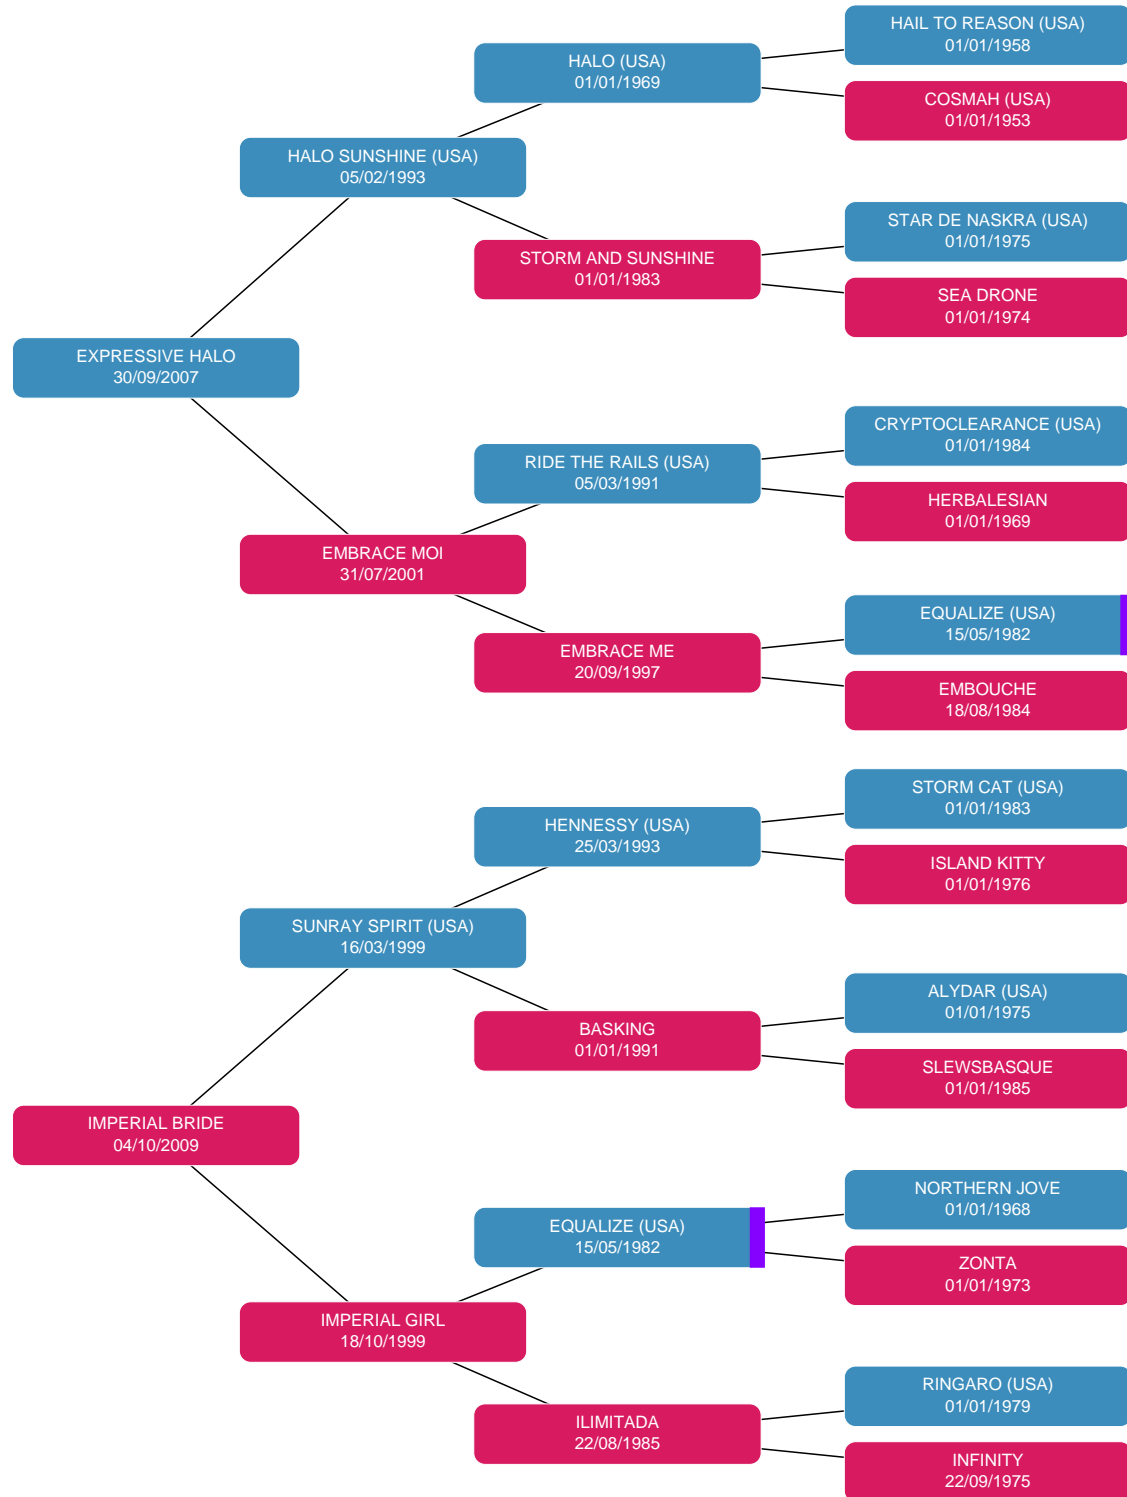 HAIL TO REASON (USA)
01/01/1958
HALO (USA)
01/01/1969
COSMAH (USA)
01/01/1953
HALO SUNSHINE (USA)
05/02/1993
STAR DE NASKRA (USA)
01/01/1975
STORM AND SUNSHINE
01/01/1983
SEA DRONE
01/01/1974
EXPRESSIVE HALO
30/09/2007
CRYPTOCLEARANCE (USA)
01/01/1984
RIDE THE RAILS (USA)
05/03/1991
HERBALESIAN
01/01/1969
EMBRACE MOI
31/07/2001
EQUALIZE (USA)
15/05/1982
EMBRACE ME
20/09/1997
EMBOUCHE
18/08/1984
STORM CAT (USA)
01/01/1983
HENNESSY (USA)
25/03/1993
ISLAND KITTY
01/01/1976
SUNRAY SPIRIT (USA)
16/03/1999
ALYDAR (USA)
01/01/1975
BASKING
01/01/1991
SLEWSBASQUE
01/01/1985
IMPERIAL BRIDE
04/10/2009
NORTHERN JOVE
01/01/1968
EQUALIZE (USA)
15/05/1982
ZONTA
01/01/1973
IMPERIAL GIRL
18/10/1999
RINGARO (USA)
01/01/1979
ILIMITADA
22/08/1985
INFINITY
22/09/1975